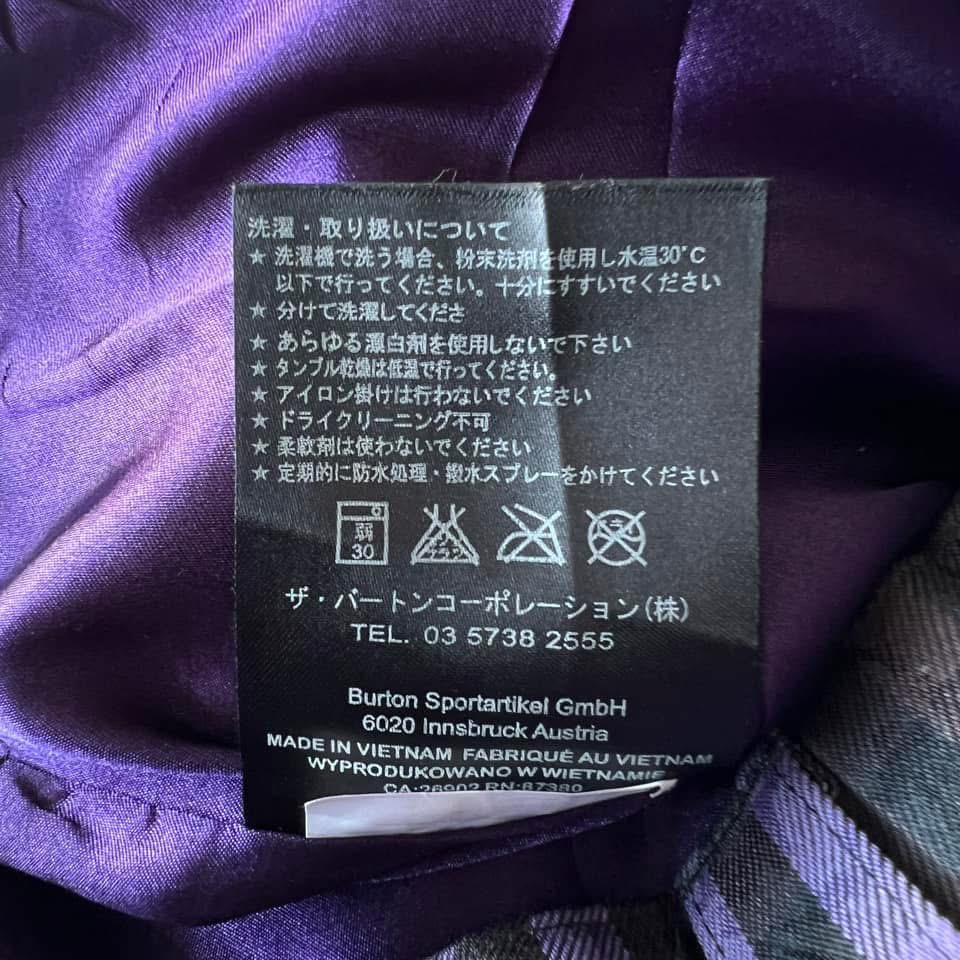 洗濯・取り扱いについて
★ 洗濯機で洗う場合、粉末洗剤を使用し水温30°C
以下で行ってください。十分にすすいでください
★ 分けて洗濯してくださ
★ あらゆる漂白剤を使用しないで下さい
★ タンブル乾燥は低温で行ってください。
★ アイロン掛けは行わないでください
★ ドライクリーニング不可
★ 柔軟剤は使わないでください
★ 定期的に防水処理・撥水スプレーをかけてください
弱
30
ザ・バートンコーポレーション(株)
TEL. 03 5738 2555
Burton Sportartikel GmbH
6020 Innsbruck Austria
MADE IN VIETNAM FABRIQUÉ AU VIETNAM
WYPRODUKOWANO W WIETNAMIE
CA:26902 RN:87380